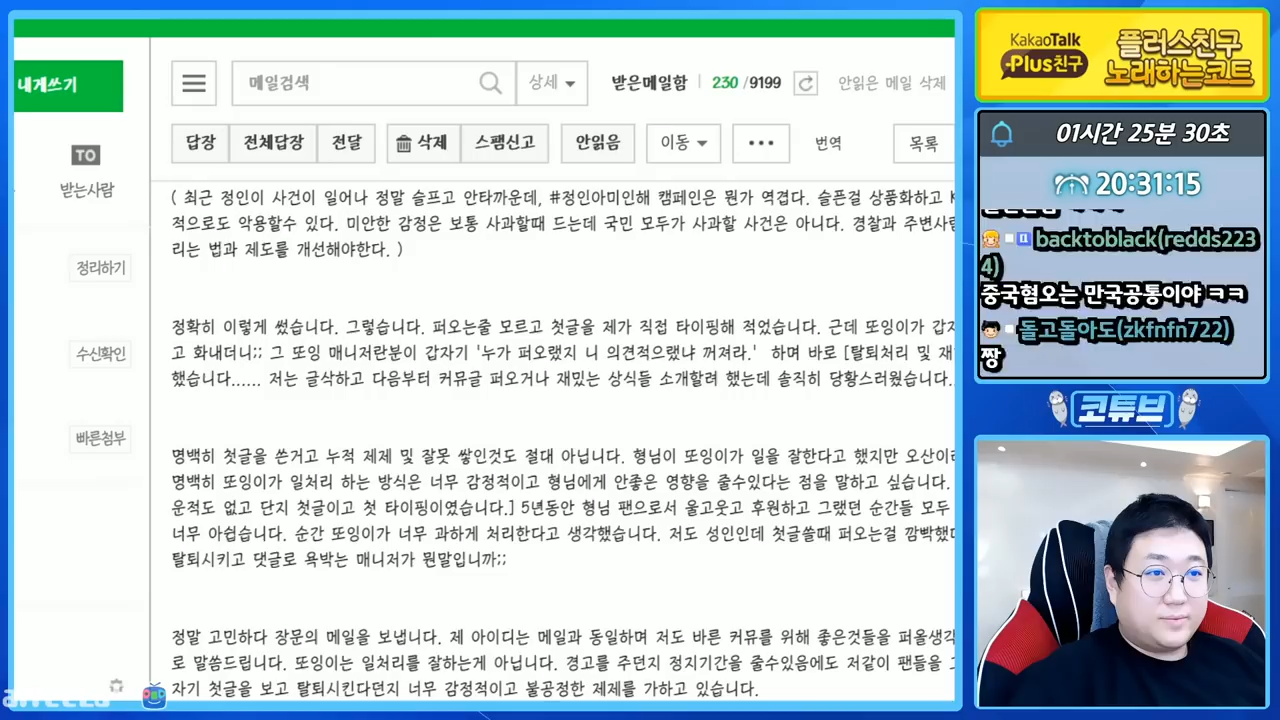 내게쓰기
메일검색
상세
받은메일함
230 /9199
안읽은 메일 삭제
답장
전체답장
전달
삭제
스팸신고
안읽음
이동
번역
목록
TO
받는사람
정리하기
수신확인
빠른첨부
( 최근 정인이 사건이 일어나 정말 슬프고 안타까운데, #정인아미인해 캠페인은 뭔가 역겹다. 슬픈걸 상품화하고
적으로도 악용할수 있다. 미안한 감정은 보통 사과할때 드는데 국민 모두가 사과할 사건은 아니다. 경찰과 주변사람
리는 법과 제도를 개선해야한다. )
정확히 이렇게 썼습니다. 그렇습니다. 퍼오는줄 모르고 첫글을 제가 직접 타이핑해 적었습니다. 근데 또잉이가 갑자
고 화내더니;; 그 또잉 매니저란분이 갑자기 '누가 퍼오랬지 니 의견적으랬냐 꺼져라.' 하며 바로 [탈퇴처리 및 재
했습니다...... 저는 글삭하고 다음부터 커뮤글 퍼오거나 재밌는 상식들 소개할려 했는데 솔직히 당황스러웠습니다.
명백히 첫글을 쓴거고 누적 제제 및 잘못 쌓인것도 절대 아닙니다. 형님이 또잉이가 일을 잘한다고 했지만 오산이
명백히 또잉이가 일처리 하는 방식은 너무 감정적이고 형님에게 안좋은 영향을 줄수있다는 점을 말하고 싶습니다.
운적도 없고 단지 첫글이고 첫 타이핑이였습니다.] 5년동안 형님 팬으로서 울고웃고 후원하고 그랬던 순간들 모두
너무 아쉽습니다. 순간 또잉이가 너무 과하게 처리한다고 생각했습니다. 저도 성인인데 첫글쓸때 퍼오는걸 깜빡했
탈퇴시키고 댓글로 욕박는 매니저가 뭔말입니까;;
정말 고민하다 장문의 메일을 보냅니다. 제 아이디는 메일과 동일하며 저도 바른 커뮤를 위해 좋은것들을 퍼올생각
로 말씀드립니다. 또잉이는 일처리를 잘하는게 아닙니다. 경고를 주던지 정지기간을 줄수있음에도 저같이 팬들을
자기 첫글을 보고 탈퇴시킨다던지 너무 감정적이고 불공정한 제제를 가하고 있습니다.
KakaoTalk
Plus친구
플러스친구
노래하는코트
01시간 25분 30초
20:31:15
backtoblack(redds223
4)
중국혐오는 만국공통이야 ㅋㅋ
돌고돌아도(zkfnfn722)
짱
코튜브